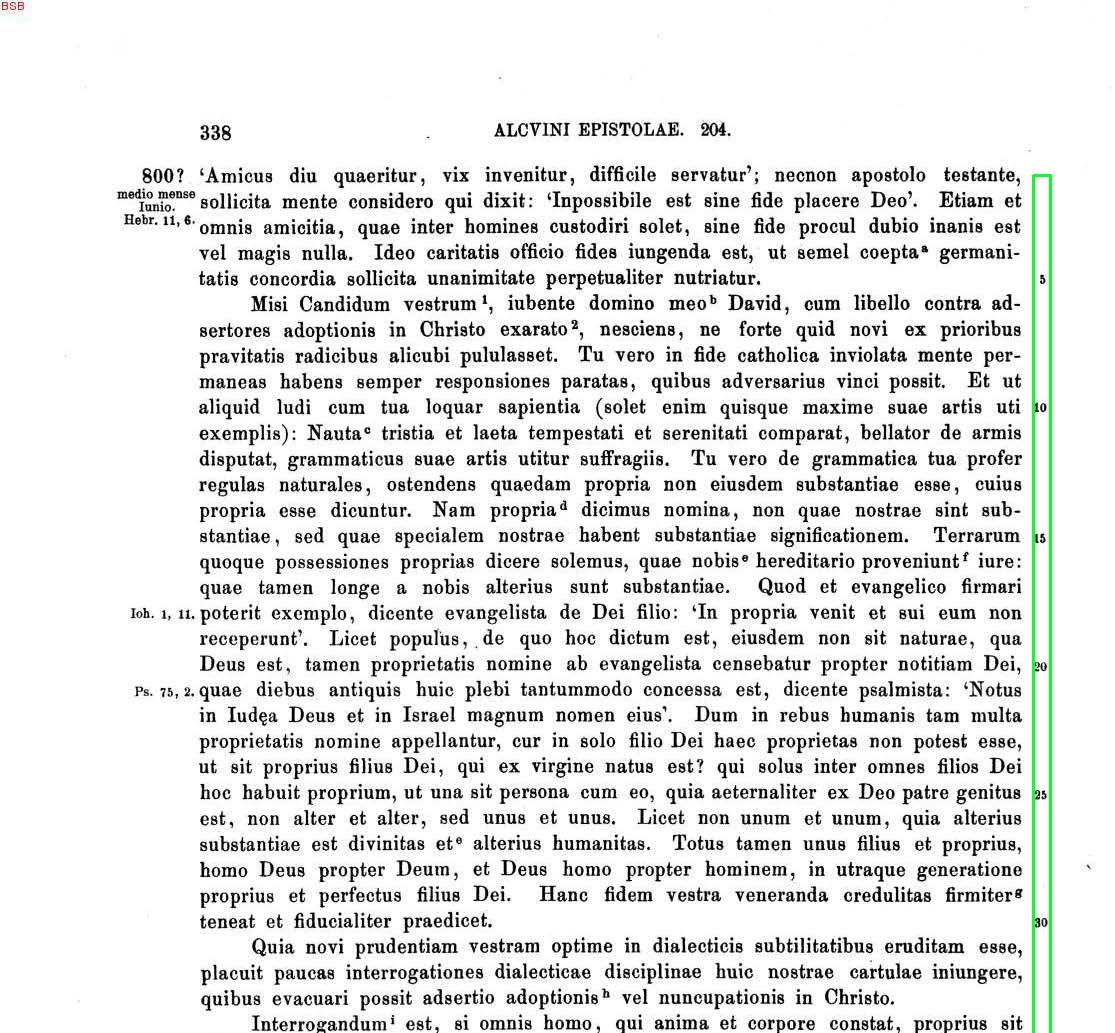 BSB
338 ALCVINI EPISTOLAE. 204.
800? ‘Amicus diu quaeritur, vix invenitur, difficile servatur’; necnon apostolo testante,
medio mense
Iunio.
sollicita mente considero qui dixit: ‘Inpossibile est sine fide placere Deo’. Etiam et
Hebr. 11, 6. omnis amicitia, quae inter homines custodiri solet, sine fide procul dubio inanis est
vel magis nulla. Ideo caritatis officio fides iungenda est, ut semel coeptaᵃ germani-
tatis concordia sollicita unanimitate perpetualiter nutriatur. 5
Misi Candidum vestrum¹, iubente domino meoᵇ David, cum libello contra ad-
sertores adoptionis in Christo exarato², nesciens, ne forte quid novi ex prioribus
pravitatis radicibus alicubi pululasset. Tu vero in fide catholica inviolata mente per-
maneas habens semper responsiones paratas, quibus adversarius vinci possit. Et ut
aliquid ludi cum tua loquar sapientia (solet enim quisque maxime suae artis uti 10
exemplis): Nautaᶜ tristia et laeta tempestati et serenitati comparat, bellator de armis
disputat, grammaticus suae artis utitur suffragiis. Tu vero de grammatica tua profer
regulas naturales, ostendens quaedam propria non eiusdem substantiae esse, cuius
propria esse dicuntur. Nam propriaᵈ dicimus nomina, non quae nostrae sint sub-
stantiae, sed quae specialem nostrae habent substantiae significationem. Terrarum 15
quoque possessiones proprias dicere solemus, quae nobisᵉ hereditario proveniuntᶠ iure:
quae tamen longe a nobis alterius sunt substantiae. Quod et evangelico firmari
Ioh. 1, 11. poterit exemplo, dicente evangelista de Dei filio: ‘In propria venit et sui eum non
receperunt’. Licet populus, de quo hoc dictum est, eiusdem non sit naturae, qua
Deus est, tamen proprietatis nomine ab evangelista censebatur propter notitiam Dei, 20
Ps. 75, 2. quae diebus antiquis huic plebi tantummodo concessa est, dicente psalmista: ‘Notus
in Iudęa Deus et in Israel magnum nomen eius’. Dum in rebus humanis tam multa
proprietatis nomine appellantur, cur in solo filio Dei haec proprietas non potest esse,
ut sit proprius filius Dei, qui ex virgine natus est? qui solus inter omnes filios Dei
hoc habuit proprium, ut una sit persona cum eo, quia aeternaliter ex Deo patre genitus 25
est, non alter et alter, sed unus et unus. Licet non unum et unum, quia alterius
substantiae est divinitas etᵉ alterius humanitas. Totus tamen unus filius et proprius,
homo Deus propter Deum, et Deus homo propter hominem, in utraque generatione
proprius et perfectus filius Dei. Hanc fidem vestra veneranda credulitas firmiterᵍ
teneat et fiducialiter praedicet. 30
Quia novi prudentiam vestram optime in dialecticis subtilitatibus eruditam esse,
placuit paucas interrogationes dialecticae disciplinae huic nostrae cartulae iniungere,
quibus evacuari possit adsertio adoptionisʰ vel nuncupationis in Christo.
Interrogandumⁱ est, si omnis homo, qui anima et corpore constat, proprius sit